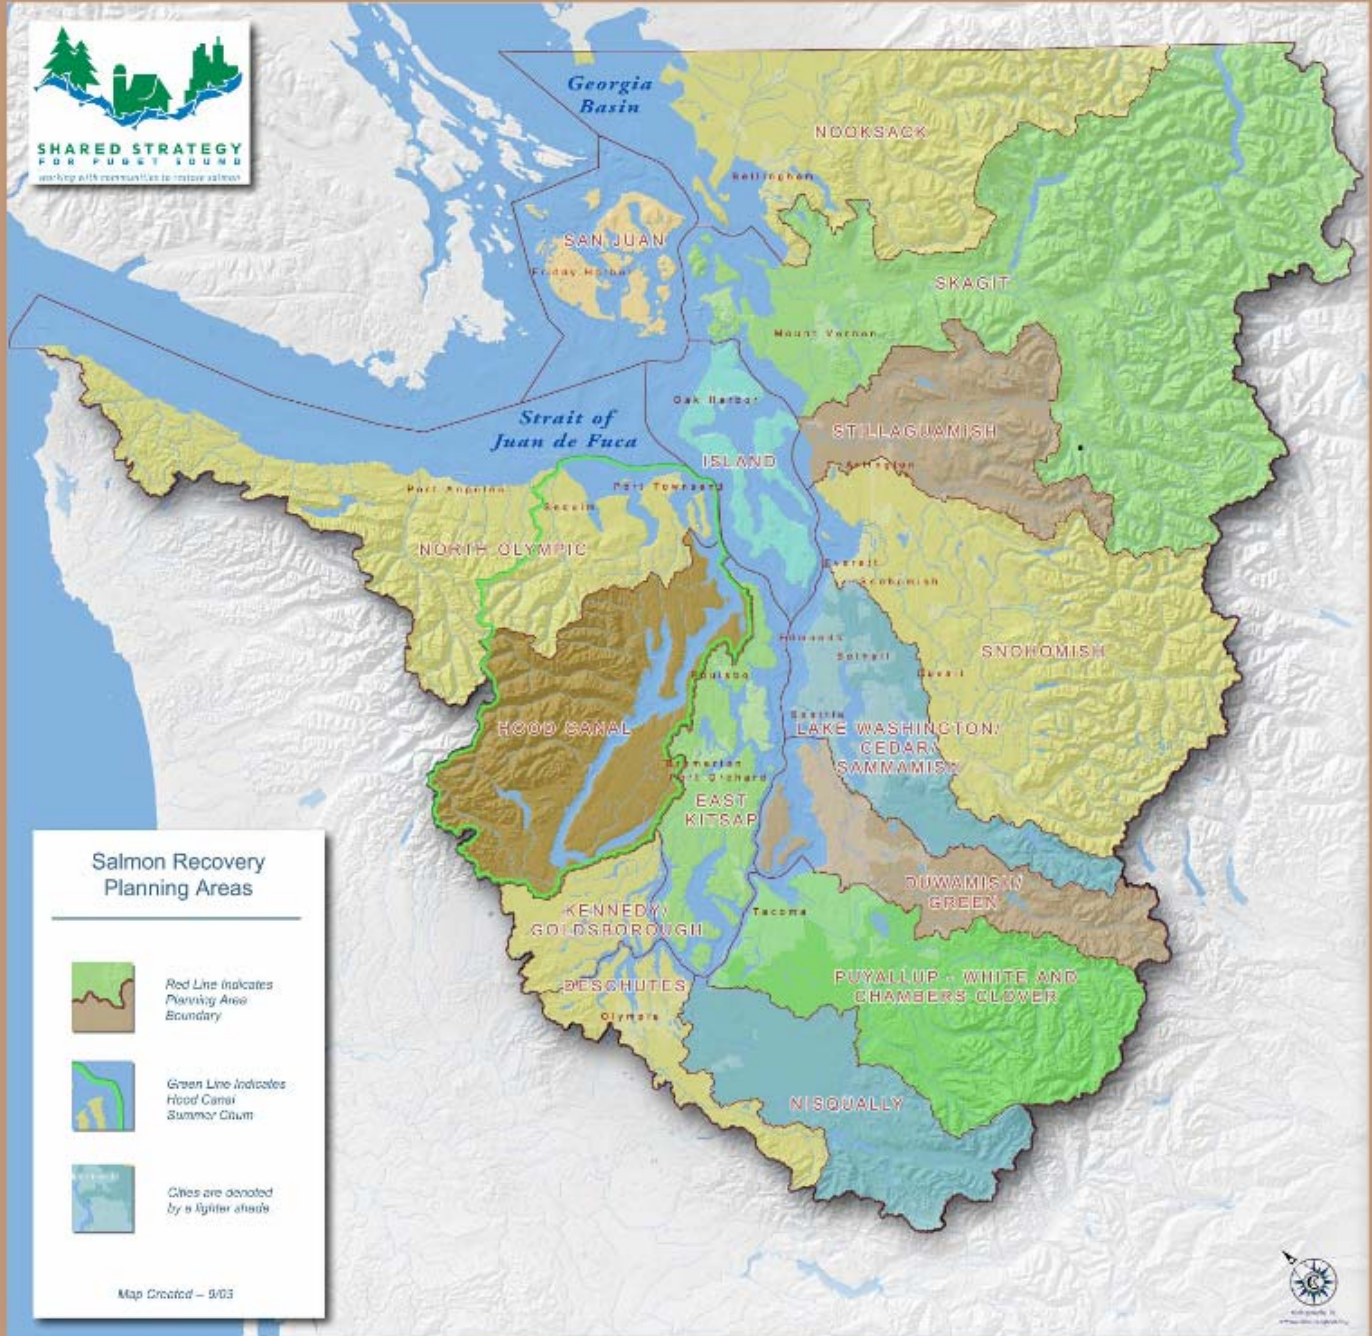 SHARED STRATEGY
FOR PUGET SOUND
working with communities to restore salmon
Georgia
Basin
NOOKSACK
Bellingham
SAN JUAN
Friday Harbor
SKAGIT
Mount Vernon
Oak Harbor
Strait of
Juan de Fuca
STILLAGUAMISH
ISLAND
Arlington
Port Angeles
Port Townsend
Sequim
NORTH OLYMPIC
Everett
Snohomish
Edmonds
Bothell
SNOHOMISH
Duvall
Poulsbo
Seattle
HOOD CANAL
LAKE WASHINGTON/
CEDAR/
SAMMAMISH
Bremerton
Port Orchard
EAST
KITSAP
DUWAMISH/
GREEN
KENNEDY/
GOLDSBOROUGH
Tacoma
PUYALLUP - WHITE AND
CHAMBERS CLOVER
DESCHUTES
Olympia
NISQUALLY
Salmon Recovery
Planning Areas
Red Line Indicates
Planning Area
Boundary
Green Line Indicates
Hood Canal
Summer Chum
Cities are denoted
by a lighter shade
Map Created – 9/03